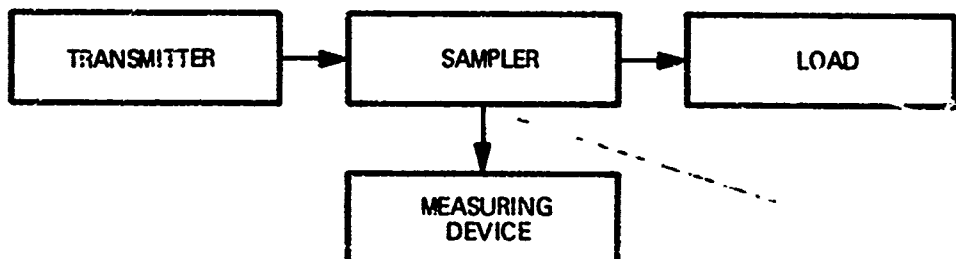 TRANSMITTER
SAMPLER
LOAD
MEASURING
DEVICE